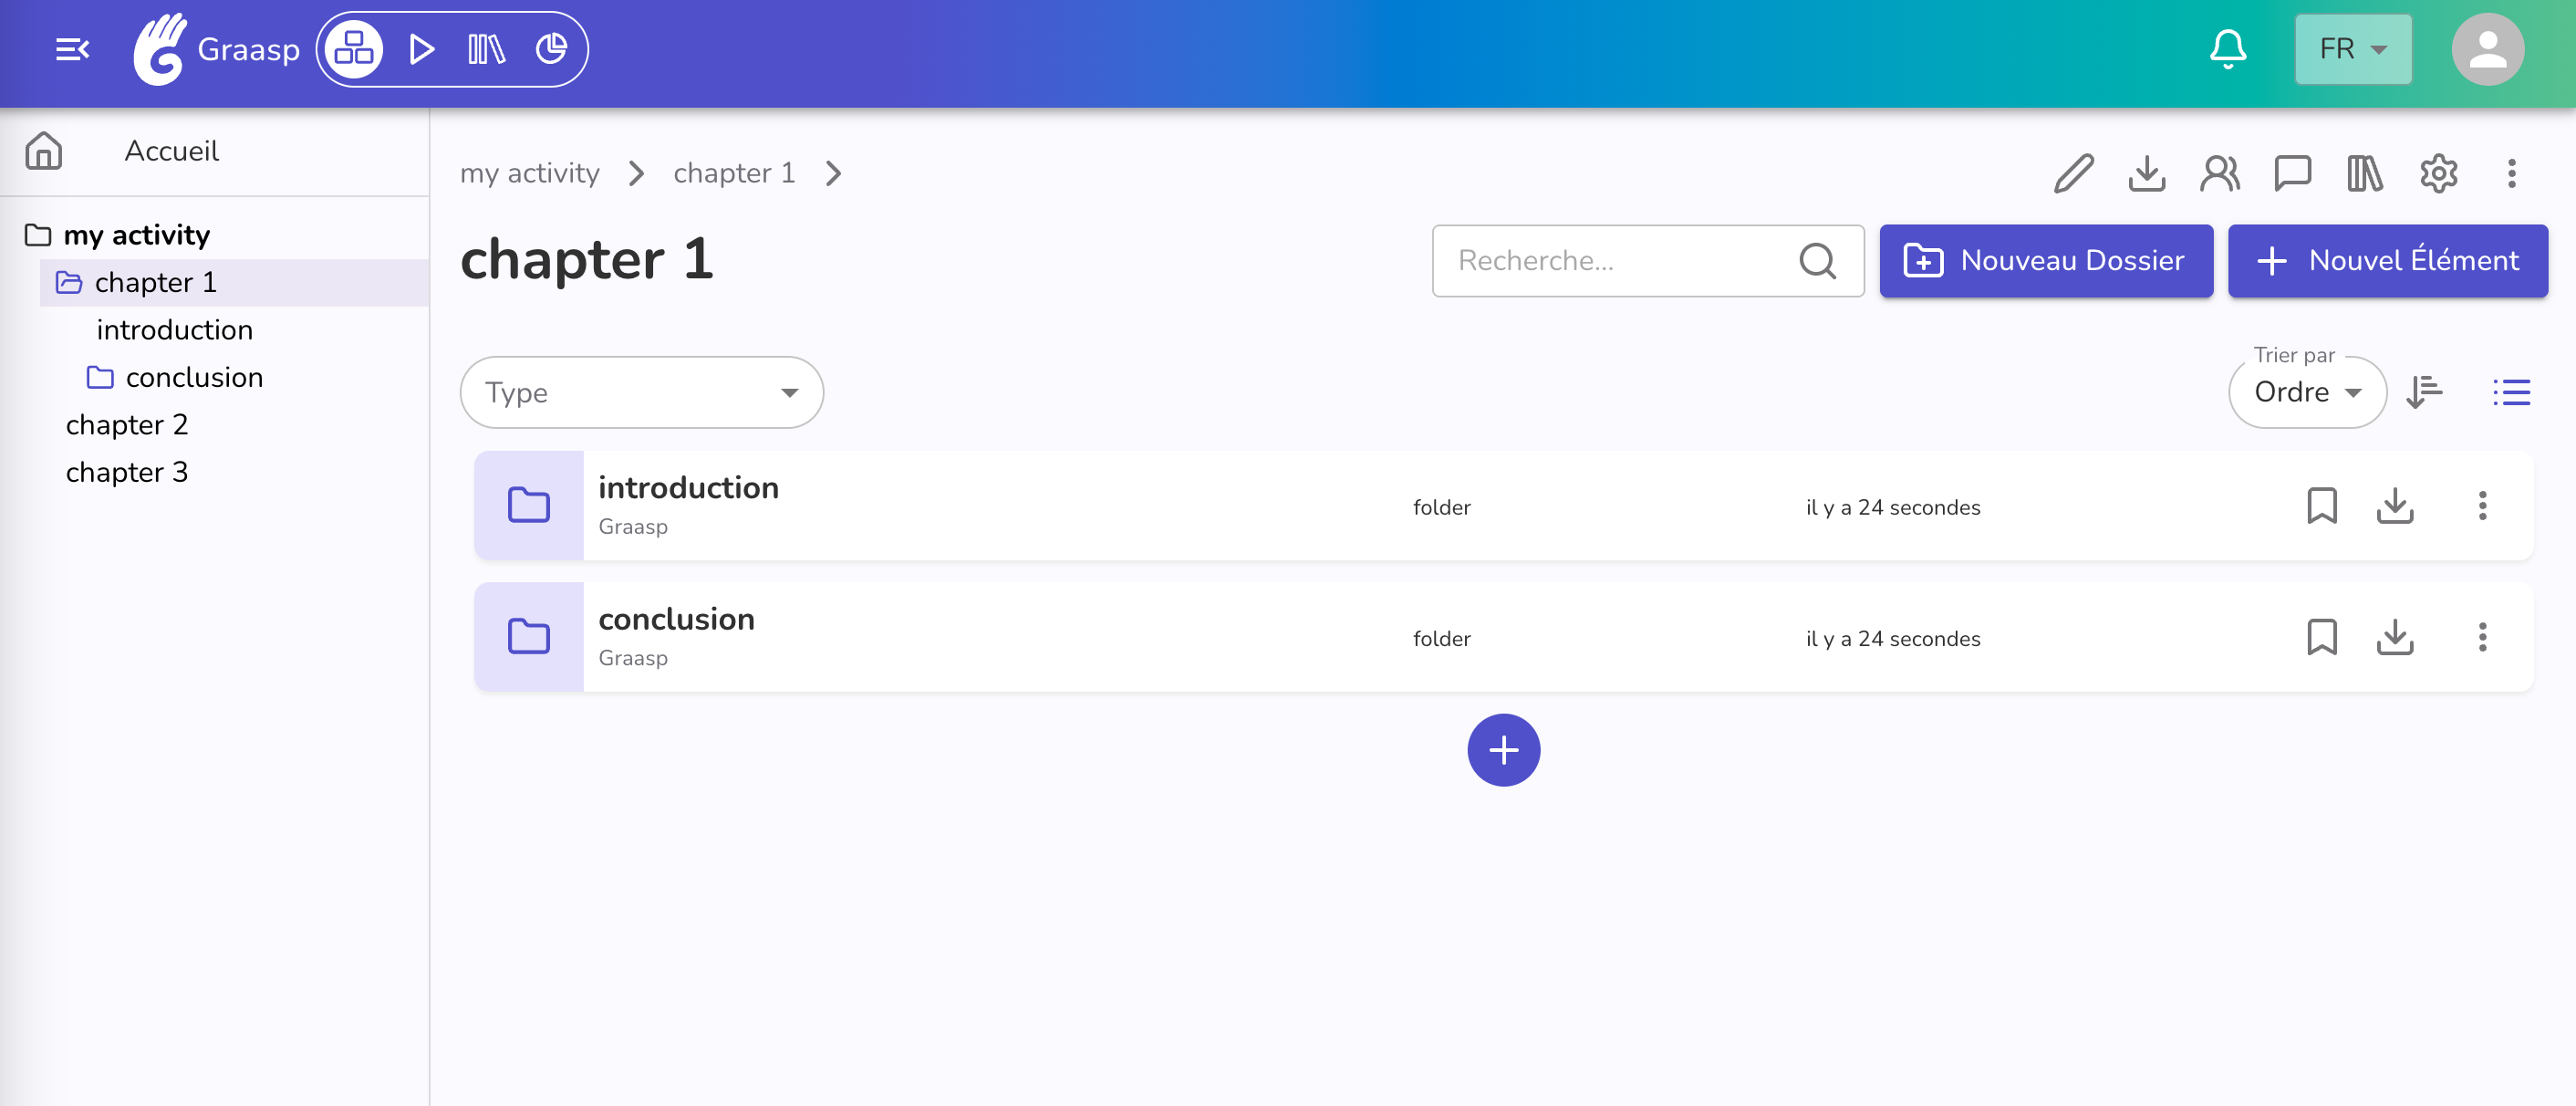 Graasp
FR
Accueil
my activity
chapter 1
introduction
conclusion
chapter 2
chapter 3
my activity chapter 1
chapter 1
Recherche...
Nouveau Dossier
Nouvel Élément
Type
Trier par
Ordre
introduction
Graasp
folder
il y a 24 secondes
conclusion
Graasp
folder
il y a 24 secondes